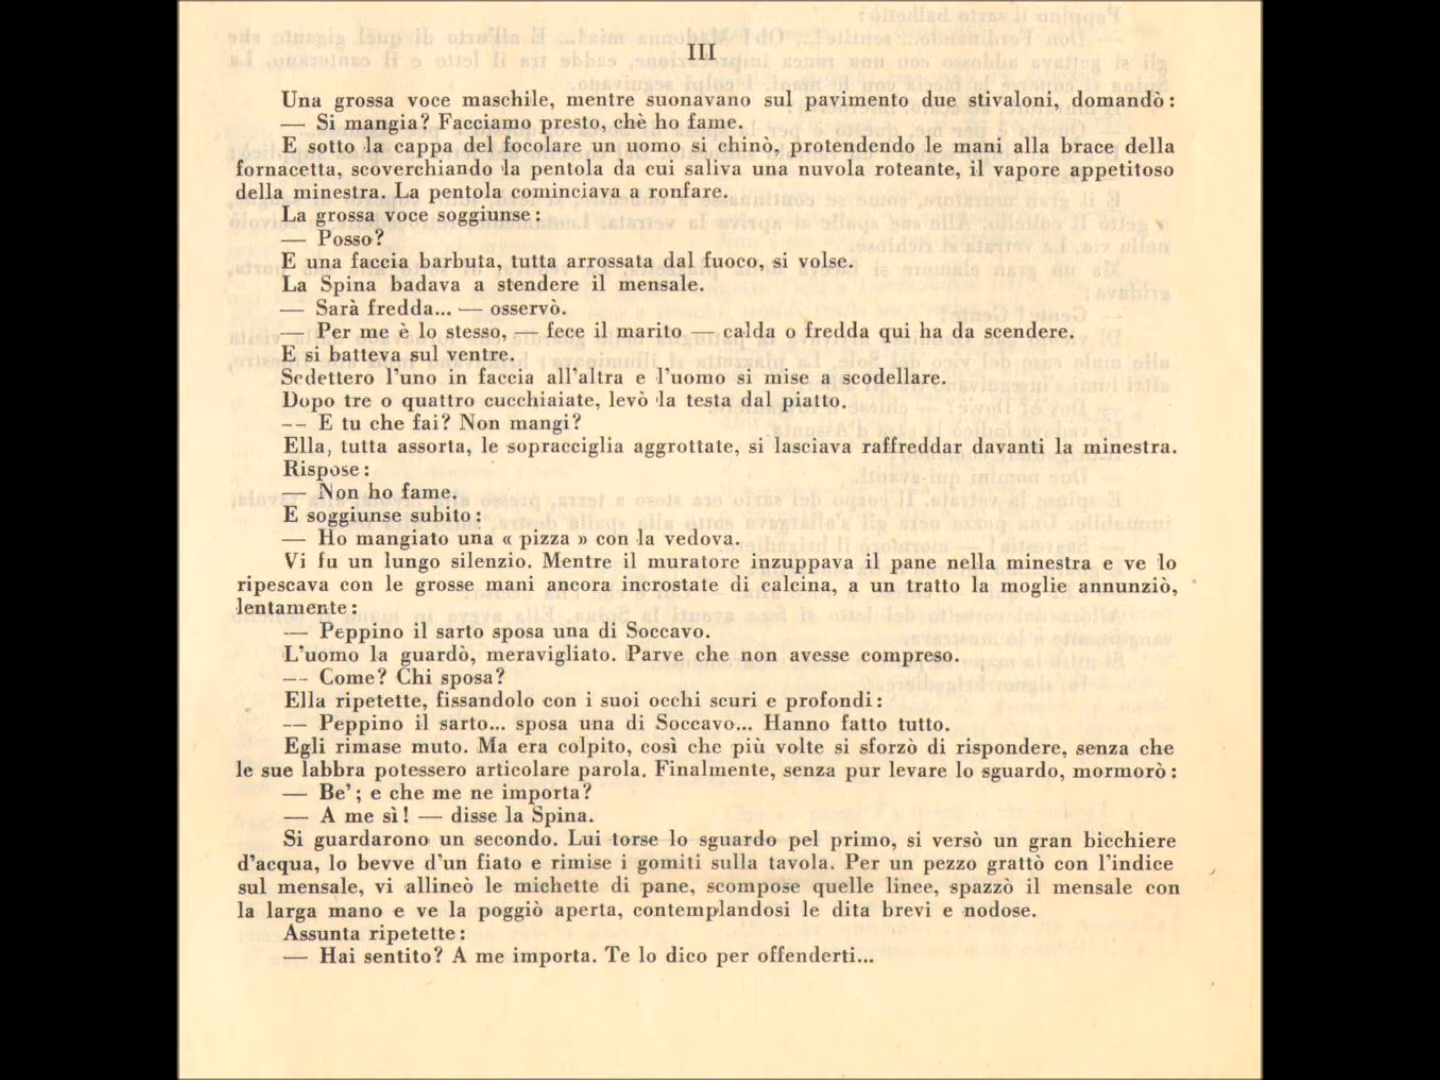 III
Una grossa voce maschile, mentre suonavano sul pavimento due stivaloni, domandò:
— Si mangia? Facciamo presto, chè ho fame.
E sotto la cappa del focolare un uomo si chinò, protendendo le mani alla brace della
fornacetta, scoverchiando la pentola da cui saliva una nuvola roteante, il vapore appetitoso
della minestra. La pentola cominciava a ronfare.
La grossa voce soggiunse:
— Posso?
E una faccia barbuta, tutta arrossata dal fuoco, si volse.
La Spina badava a stendere il mensale.
— Sarà fredda... — osservò.
— Per me è lo stesso, — fece il marito — calda o fredda qui ha da scendere.
E si batteva sul ventre.
Sedettero l'uno in faccia all'altra e l'uomo si mise a scodellare.
Dopo tre o quattro cucchiaiate, levò la testa dal piatto.
-- E tu che fai? Non mangi?
Ella, tutta assorta, le sopracciglia aggrottate, si lasciava raffreddar davanti la minestra.
Rispose:
— Non ho fame.
E soggiunse subito:
— Ho mangiato una « pizza » con la vedova.
Vi fu un lungo silenzio. Mentre il muratore inzuppava il pane nella minestra e ve lo
ripescava con le grosse mani ancora incrostate di calcina, a un tratto la moglie annunziò,
lentamente:
— Peppino il sarto sposa una di Soccavo.
L'uomo la guardò, meravigliato. Parve che non avesse compreso.
-- Come? Chi sposa?
Ella ripetette, fissandolo con i suoi occhi scuri e profondi:
— Peppino il sarto... sposa una di Soccavo... Hanno fatto tutto.
Egli rimase muto. Ma era colpito, così che più volte si sforzò di rispondere, senza che
le sue labbra potessero articolare parola. Finalmente, senza pur levare lo sguardo, mormorò:
— Be'; e che me ne importa?
— A me sì! — disse la Spina.
Si guardarono un secondo. Lui torse lo sguardo pel primo, si versò un gran bicchiere
d'acqua, lo bevve d'un fiato e rimise i gomiti sulla tavola. Per un pezzo grattò con l'indice
sul mensale, vi allineò le michette di pane, scompose quelle linee, spazzò il mensale con
la larga mano e ve la poggiò aperta, contemplandosi le dita brevi e nodose.
Assunta ripetette:
— Hai sentito? A me importa. Te lo dico per offenderti...